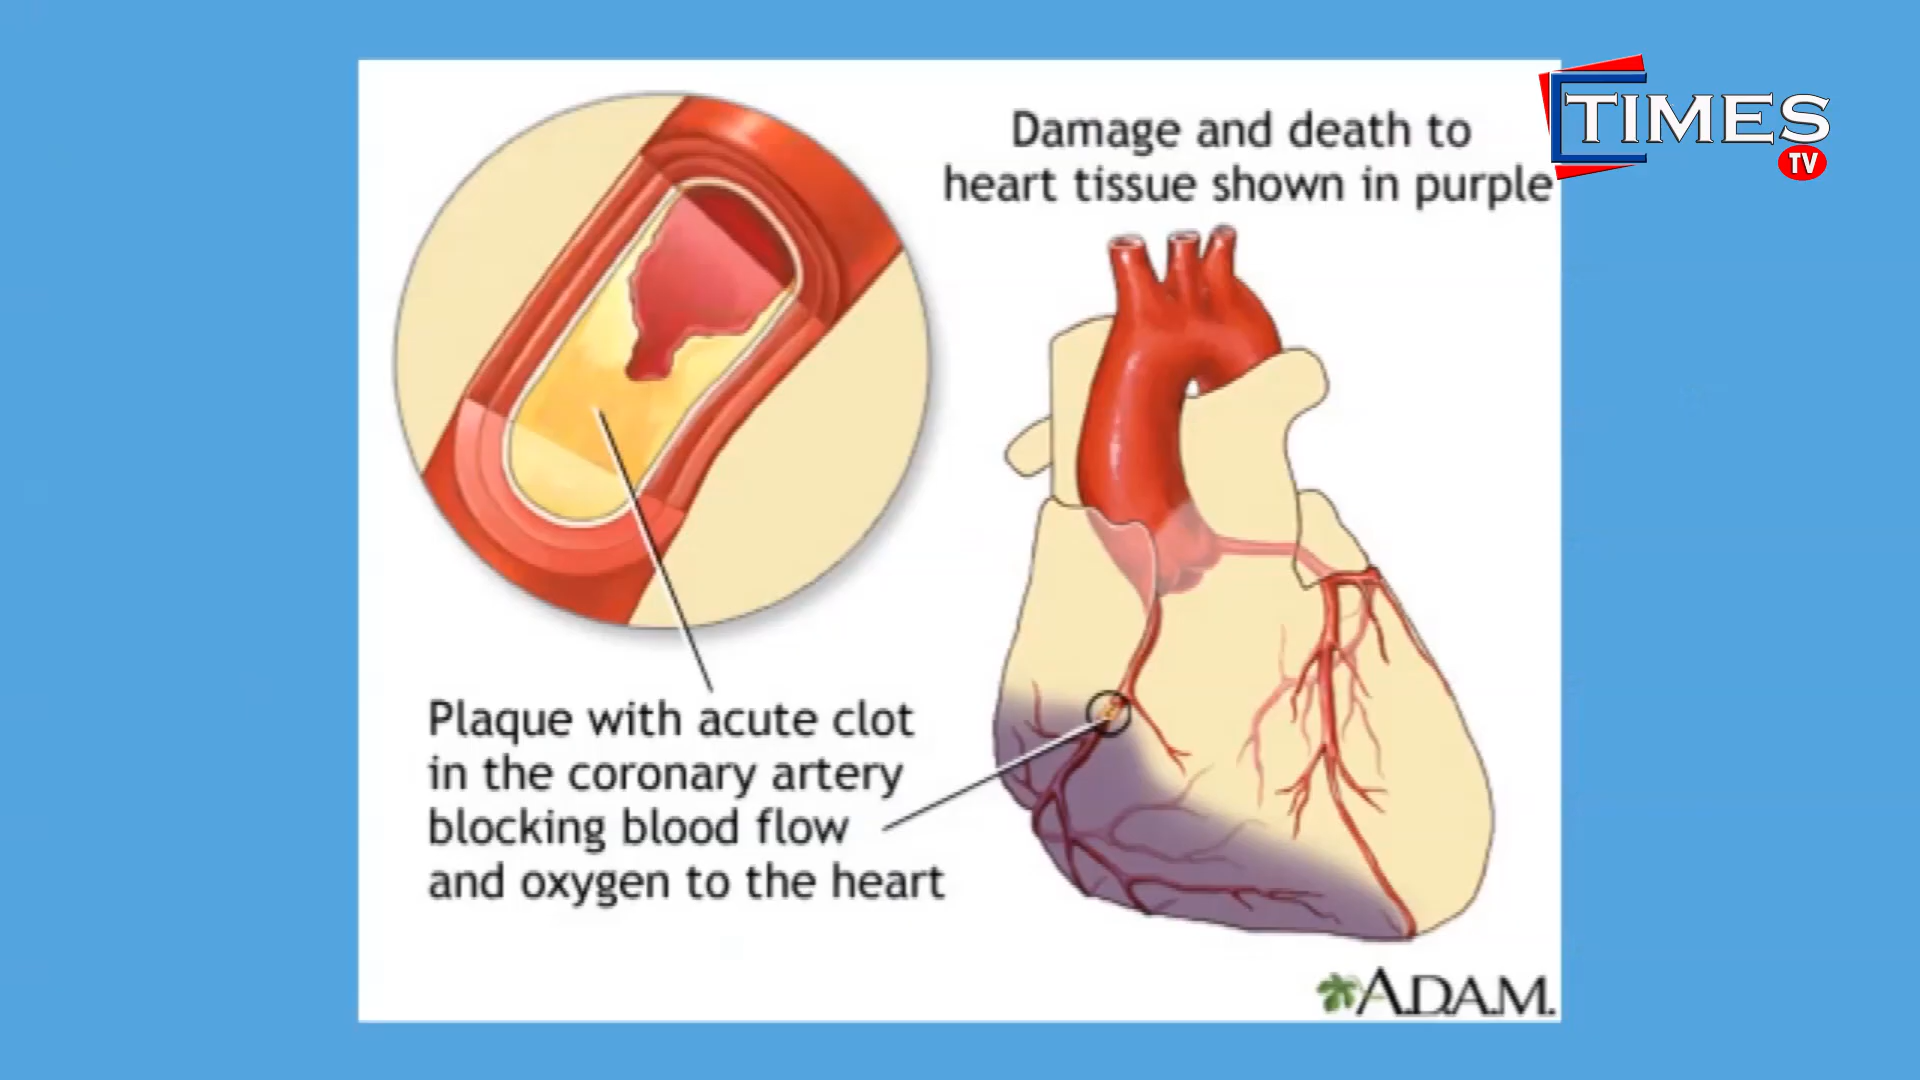 Damage and death to
heart tissue shown in purple
TIMES
TV
Plaque with acute clot
in the coronary artery
blocking blood flow
and oxygen to the heart
A.D.A.M.